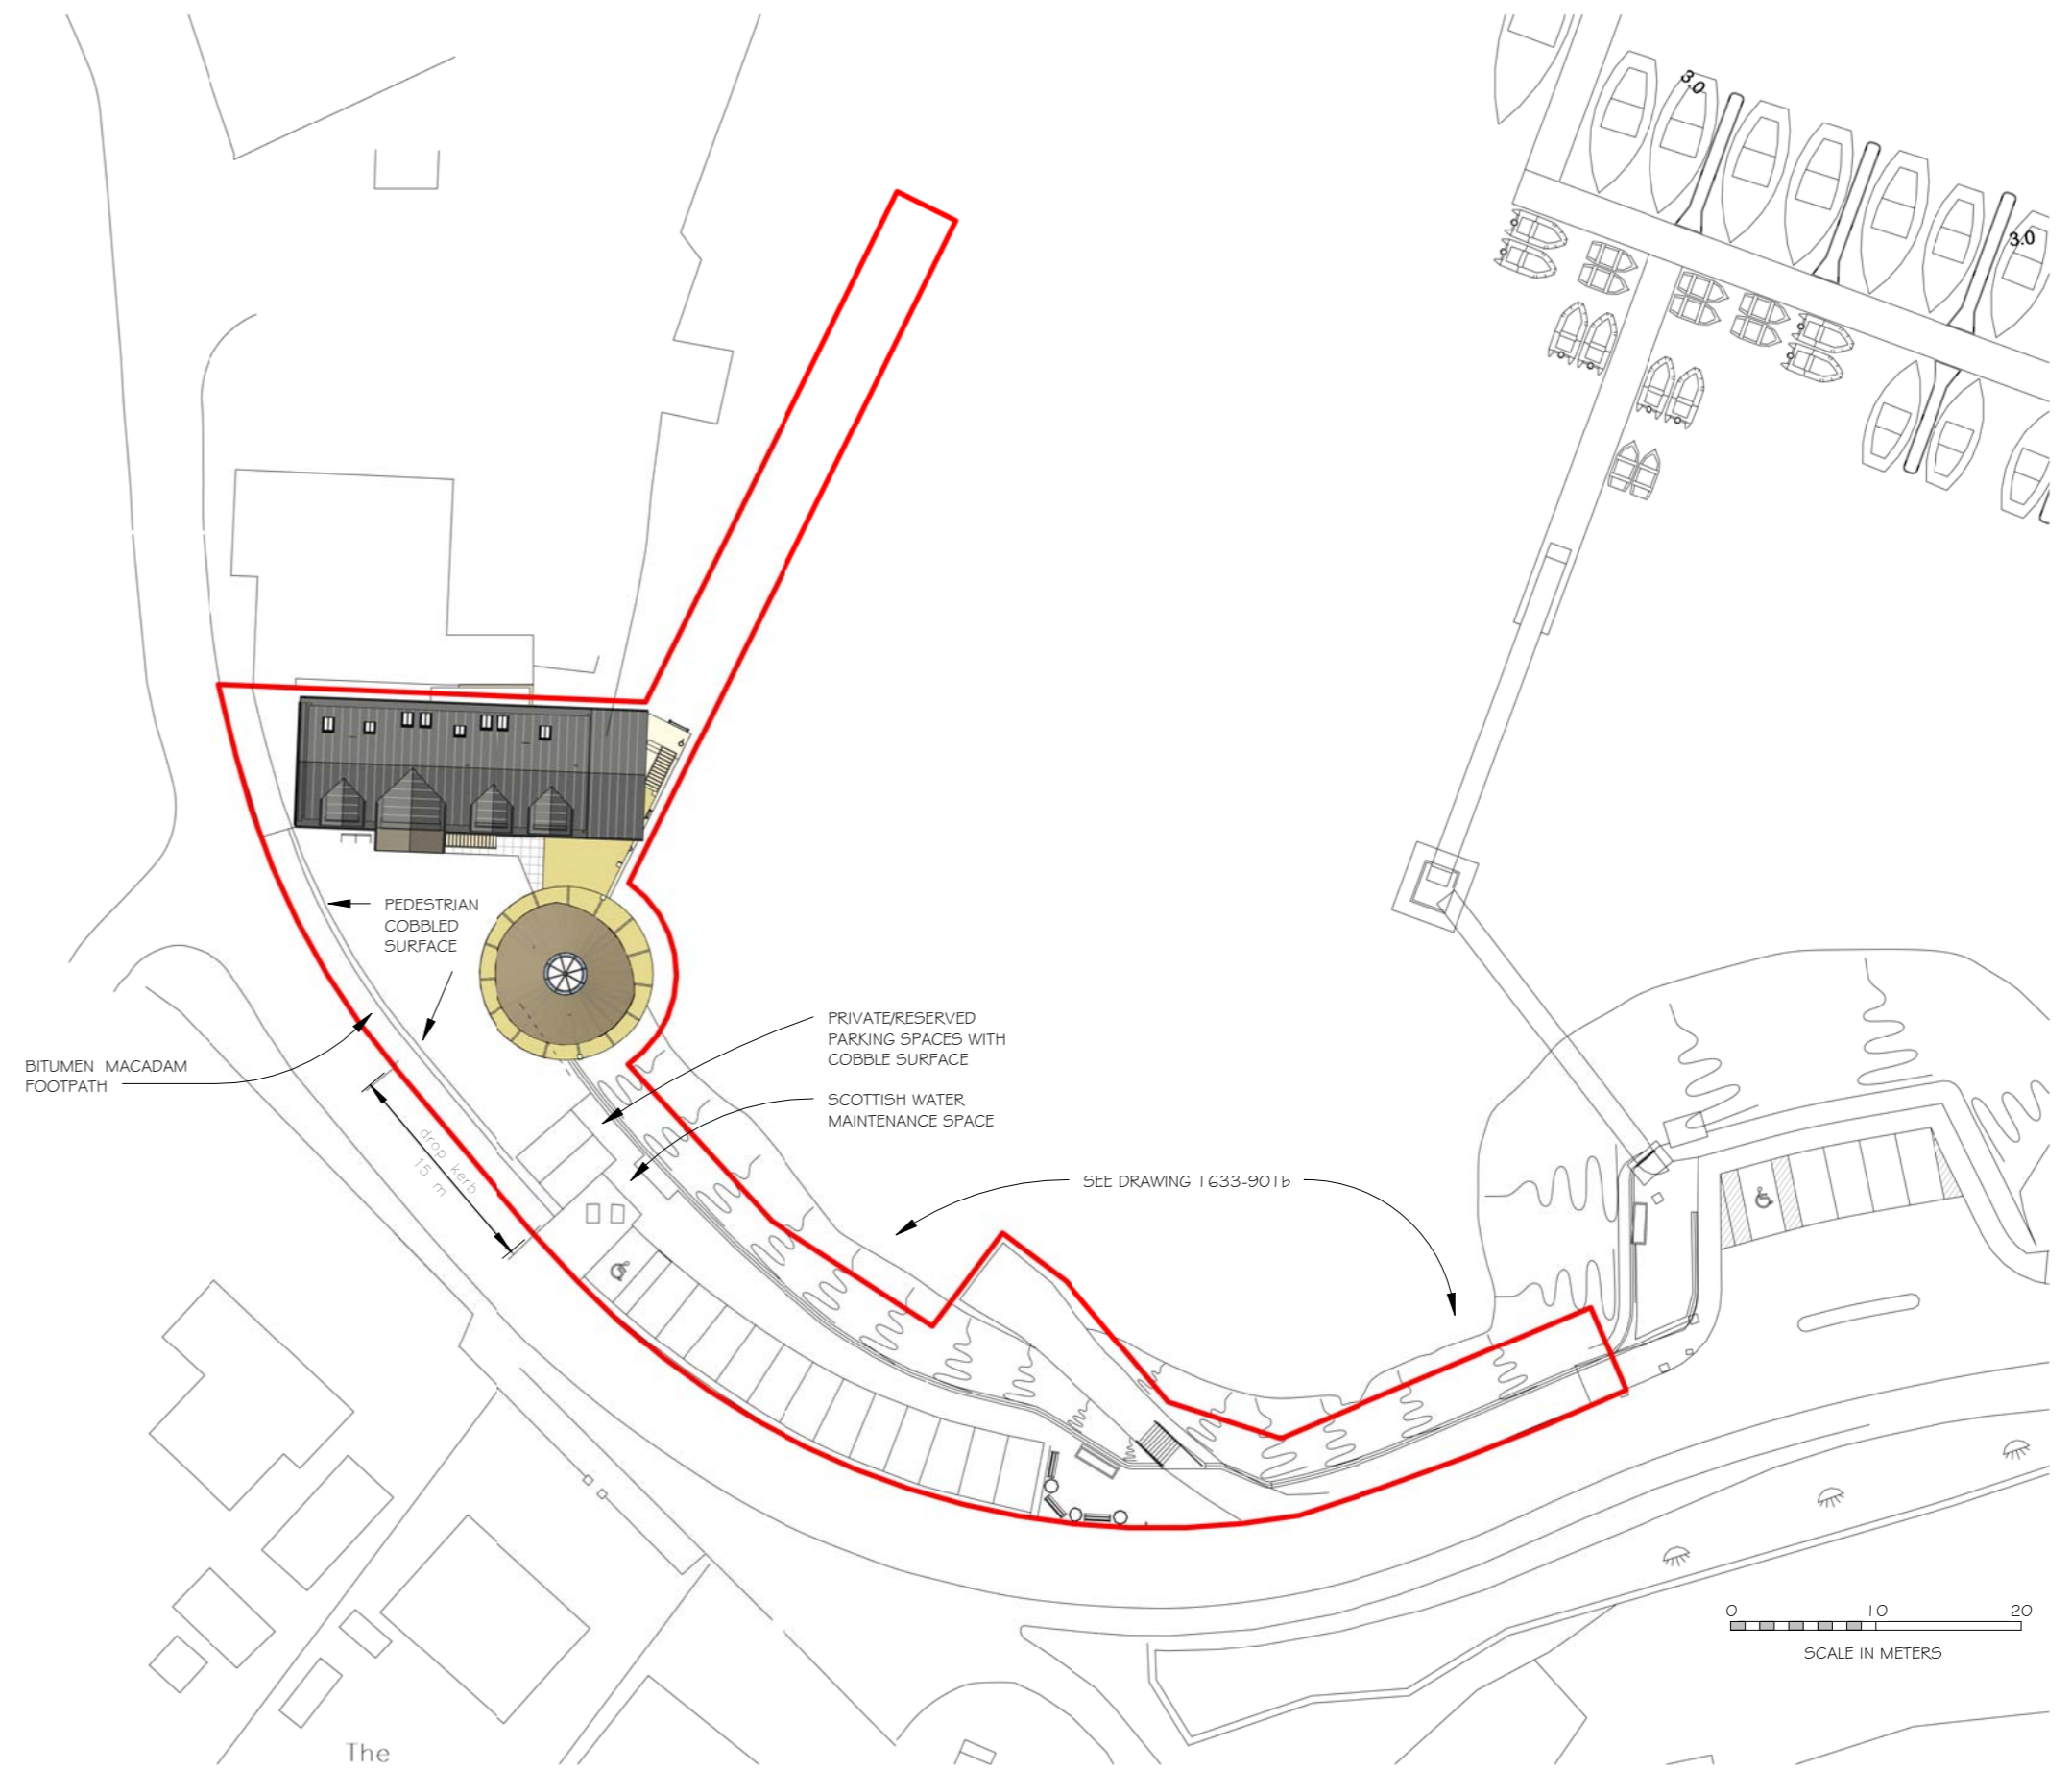 3.0
3.0
PEDESTRIAN
COBBLED
SURFACE
BITUMEN MACADAM
FOOTPATH
PRIVATE/RESERVED
PARKING SPACES WITH
COBBLE SURFACE
SCOTTISH WATER
MAINTENANCE SPACE
drop kerb
15 m
SEE DRAWING 1633-901b
0 10 20
SCALE IN METERS
The